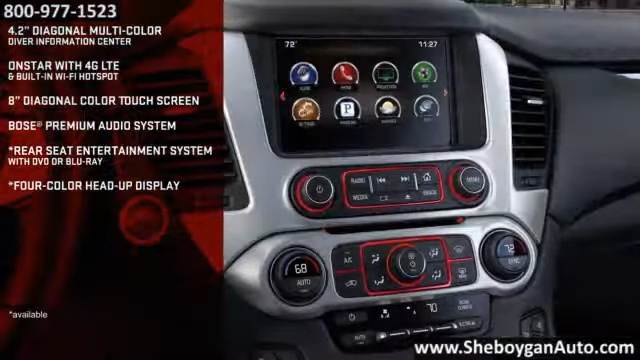 800-977-1523
4.2" DIAGONAL MULTI-COLOR
DIVER INFORMATION CENTER
ONSTAR WITH 4G LTE
& BUILT-IN WI-FI HOTSPOT
8" DIAGONAL COLOR TOUCH SCREEN
BOSE® PREMIUM AUDIO SYSTEM
*REAR SEAT ENTERTAINMENT SYSTEM
WITH DVD OR BLU-RAY
*FOUR-COLOR HEAD-UP DISPLAY
*available
72° 11:27
RADIO
MEDIA
MENU
BACK
68
AUTO
A/C
REAR
72
SYNC
70
AUTO
www.SheboyganAuto.com